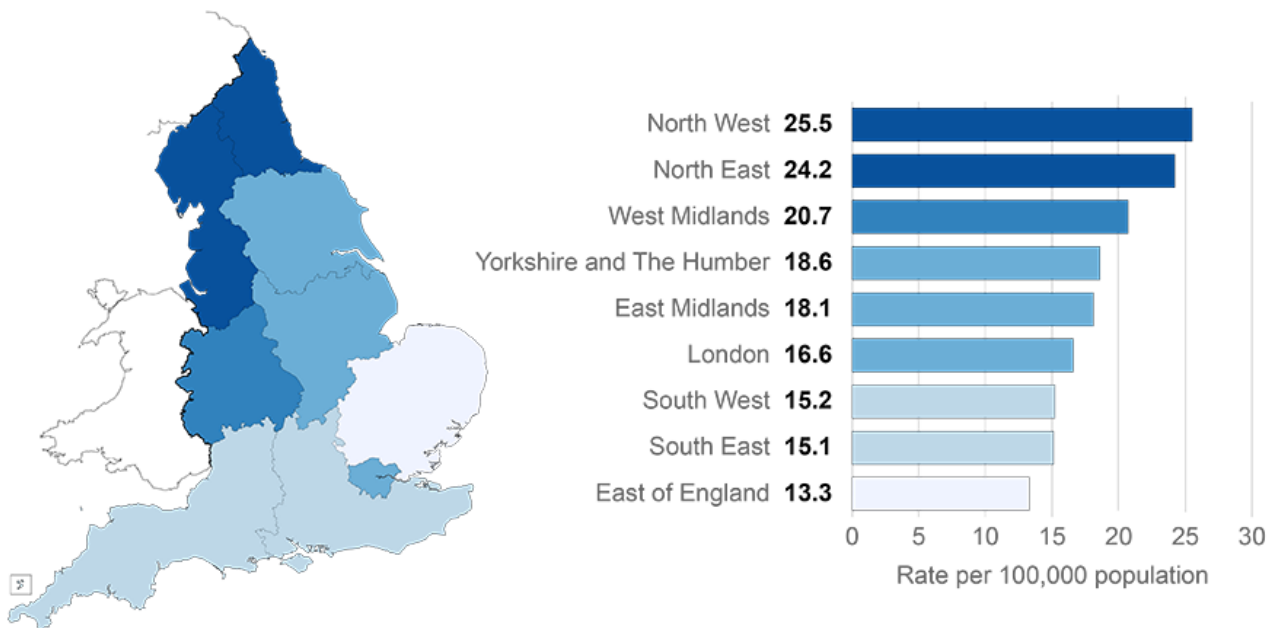 North West 25.5
North East 24.2
West Midlands 20.7
Yorkshire and The Humber 18.6
East Midlands 18.1
London 16.6
South West 15.2
South East 15.1
East of England 13.3
0 5 10 15 20 25 30
Rate per 100,000 population